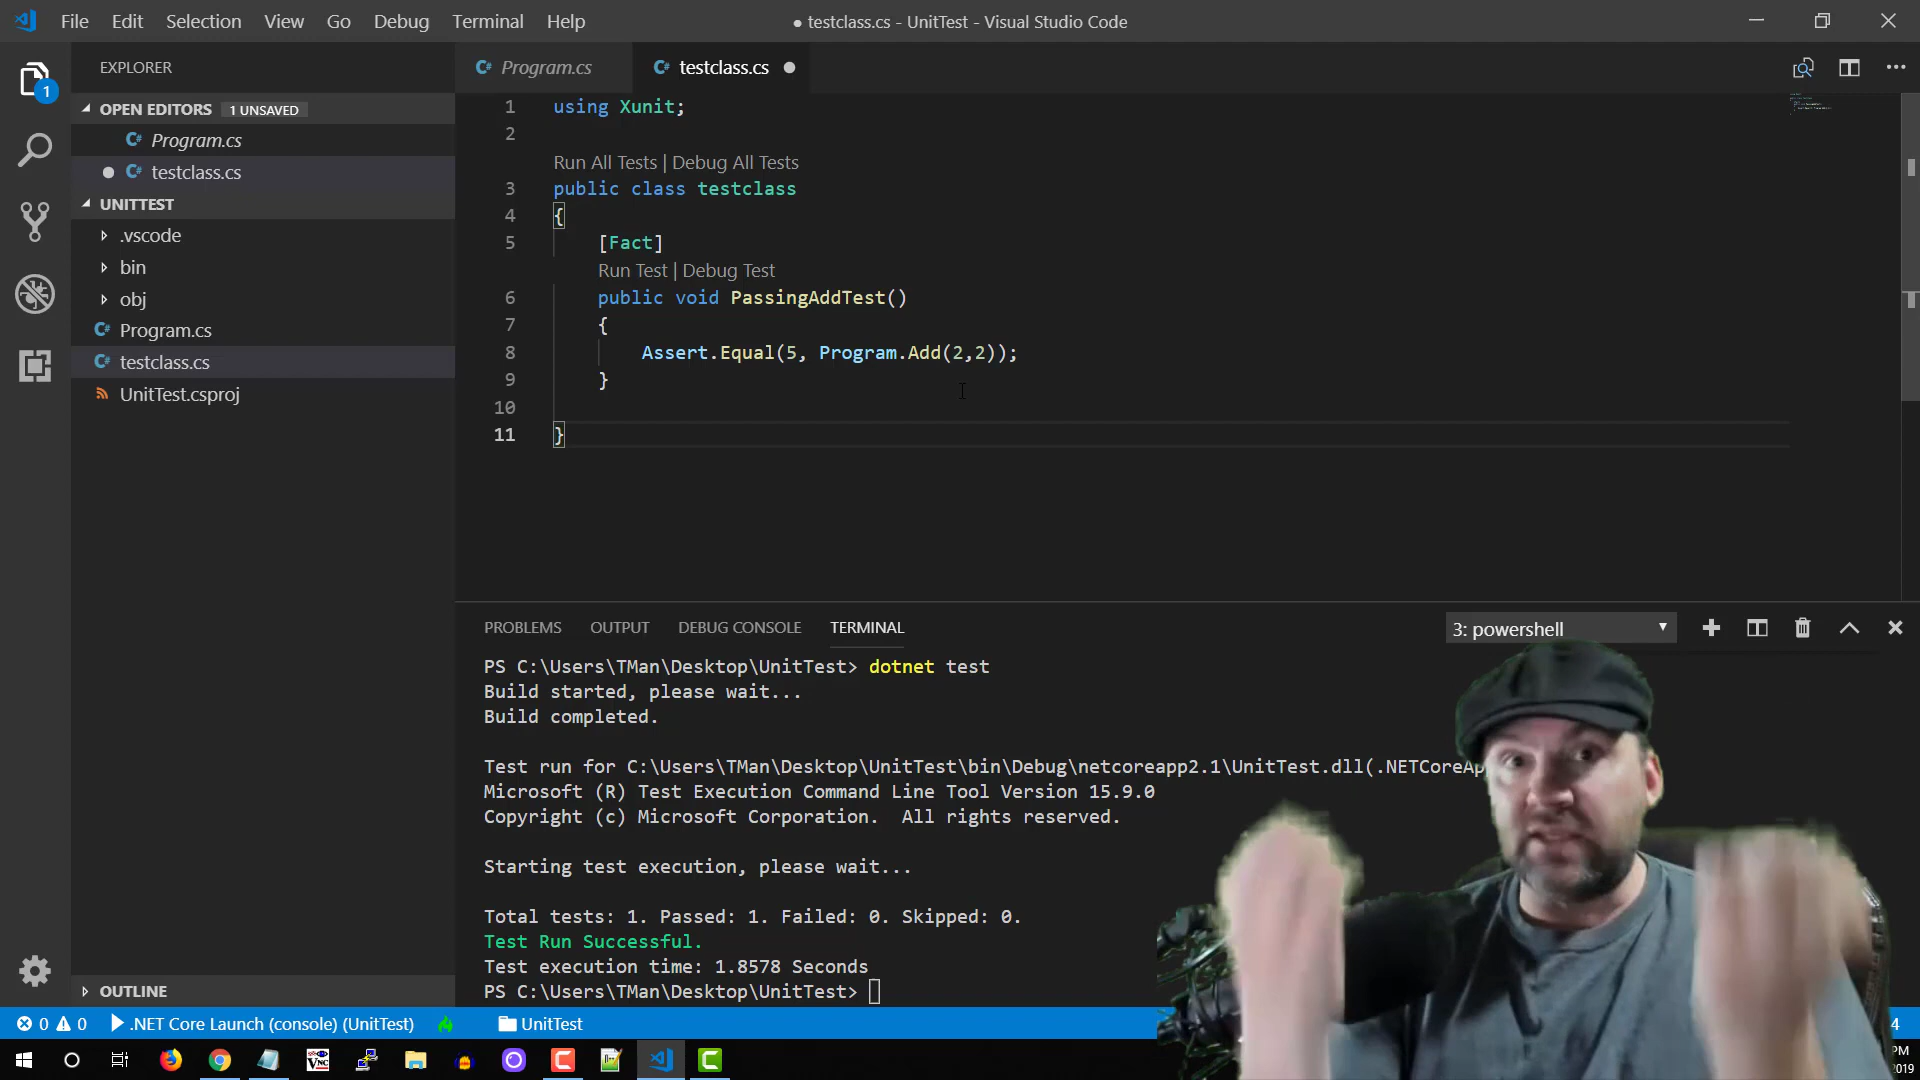 File Edit Selection View Go Debug Terminal Help
● testclass.cs - UnitTest - Visual Studio Code
EXPLORER
1
OPEN EDITORS 1 UNSAVED
C# Program.cs
C# testclass.cs
UNITTEST
.vscode
bin
obj
C# Program.cs
C# testclass.cs
UnitTest.csproj
OUTLINE
C# Program.cs
C# testclass.cs
1 using Xunit;
2
Run All Tests | Debug All Tests
3 public class testclass
4 {
5 [Fact]
Run Test | Debug Test
6 public void PassingAddTest()
7 {
8 Assert.Equal(5, Program.Add(2,2));
9 }
10
11 }
PROBLEMS OUTPUT DEBUG CONSOLE TERMINAL
3: powershell
PS C:\Users\TMan\Desktop\UnitTest> dotnet test
Build started, please wait...
Build completed.
Test run for C:\Users\TMan\Desktop\UnitTest\bin\Debug\netcoreapp2.1\UnitTest.dll(.NETCoreAp
Microsoft (R) Test Execution Command Line Tool Version 15.9.0
Copyright (c) Microsoft Corporation. All rights reserved.
Starting test execution, please wait...
Total tests: 1. Passed: 1. Failed: 0. Skipped: 0.
Test Run Successful.
Test execution time: 1.8578 Seconds
PS C:\Users\TMan\Desktop\UnitTest>
0 0 .NET Core Launch (console) (UnitTest) UnitTest
4
VNC
PM
2019